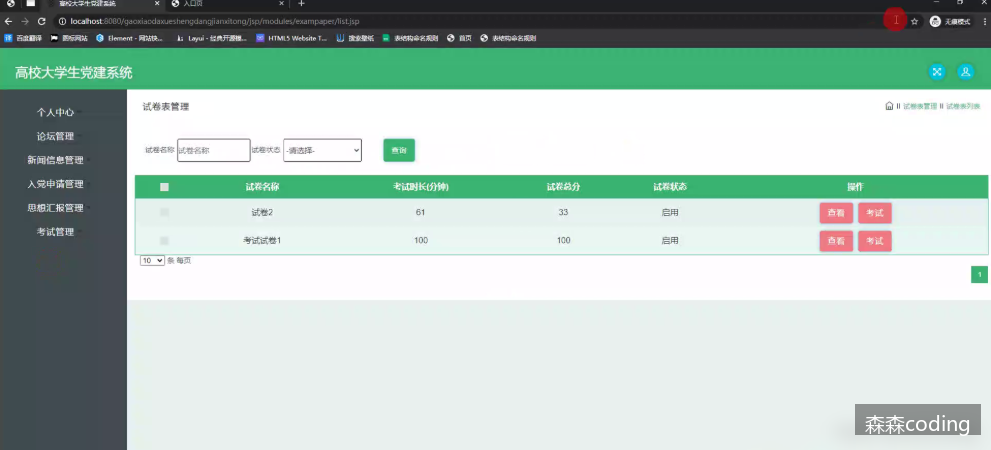 高校大学生党建系统
入口页
localhost:8080/gaoxiaodaxueshengdangjianxitong/jsp/modules/exampaper/list.jsp
无痕模式
百度翻译 图标网站 Element - 网站快... Layui - 经典开源模... HTML5 Website T... 搜索壁纸 表结构命名规则 首页 表结构命名规则
高校大学生党建系统
个人中心
论坛管理
新闻信息管理
入党申请管理
思想汇报管理
考试管理
试卷表管理
试卷表管理 试卷表列表
试卷名称 试卷名称 试卷状态 -请选择- 查询
试卷名称 考试时长(分钟) 试卷总分 试卷状态 操作
试卷2 61 33 启用 查看 考试
考试试卷1 100 100 启用 查看 考试
10 条 每页
1
森森coding